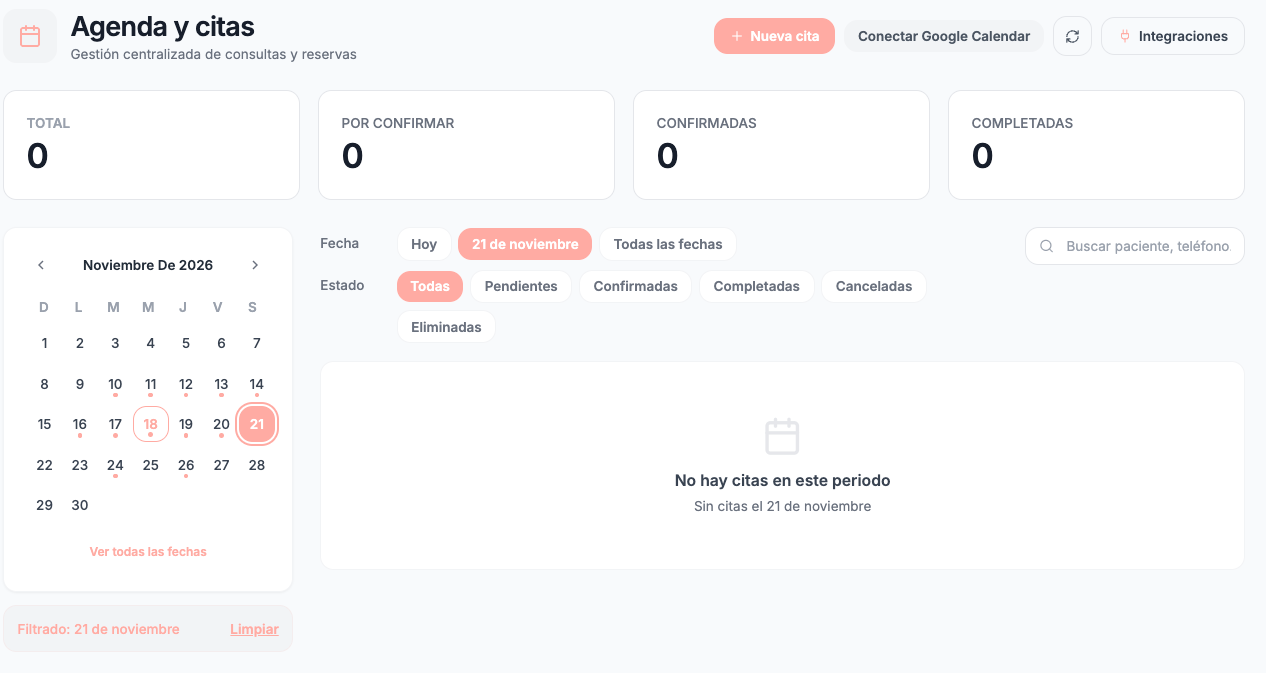 Agenda y citas
Gestión centralizada de consultas y reservas
Nueva cita
Conectar Google Calendar
Integraciones
TOTAL
0
POR CONFIRMAR
0
CONFIRMADAS
0
COMPLETADAS
0
Noviembre De 2026
D L M M J V S
1 2 3 4 5 6 7
8 9 10 11 12 13 14
15 16 17 18 19 20 21
22 23 24 25 26 27 28
29 30
Ver todas las fechas
Filtrado: 21 de noviembre Limpiar
Fecha Hoy 21 de noviembre Todas las fechas
Buscar paciente, teléfono
Estado Todas Pendientes Confirmadas Completadas Canceladas
Eliminadas
No hay citas en este periodo
Sin citas el 21 de noviembre